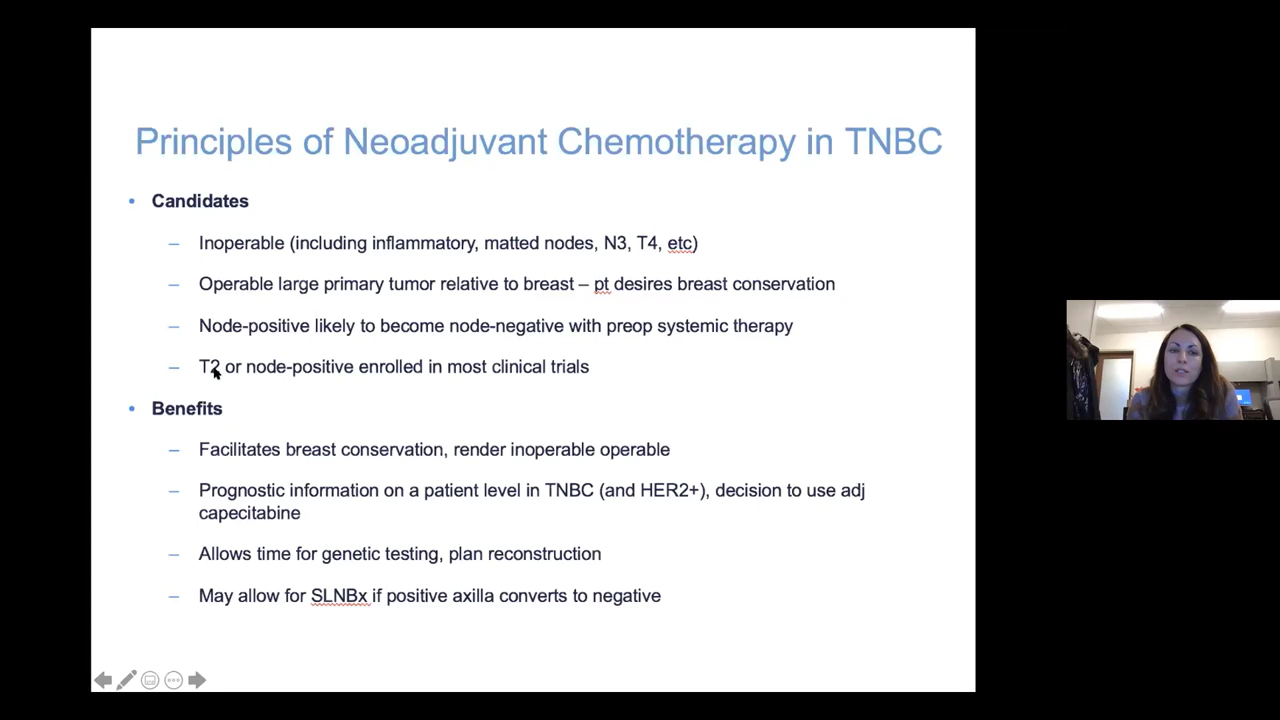 Principles of Neoadjuvant Chemotherapy in TNBC
• Candidates
– Inoperable (including inflammatory, matted nodes, N3, T4, etc)
– Operable large primary tumor relative to breast – pt desires breast conservation
– Node-positive likely to become node-negative with preop systemic therapy
– T2 or node-positive enrolled in most clinical trials
• Benefits
– Facilitates breast conservation, render inoperable operable
– Prognostic information on a patient level in TNBC (and HER2+), decision to use adj
capecitabine
– Allows time for genetic testing, plan reconstruction
– May allow for SLNBx if positive axilla converts to negative